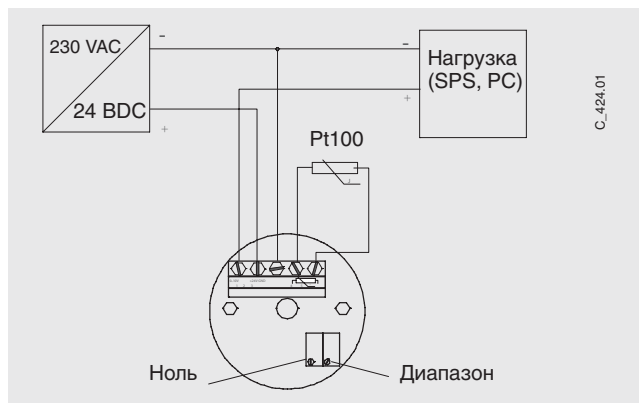 230 VAC
-
24 BDC
+
-
Нагрузка
(SPS, PC)
+
C_424.01
Pt100
Ноль
Диапазон